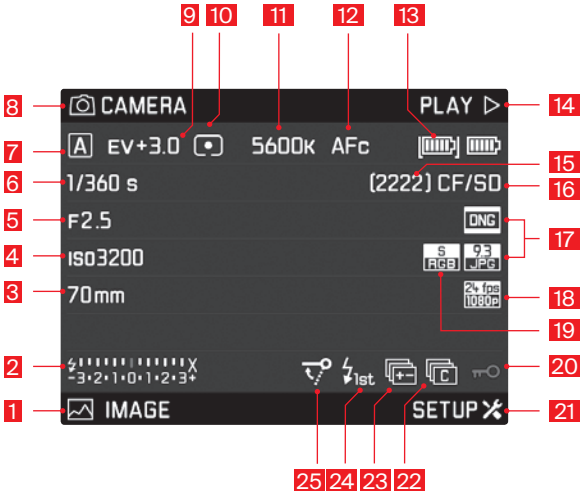 9 10 11 12 13
8 CAMERA PLAY 14
7 A EV+3.0 5600K AFc
15
6 1/360 s (2222) CF/SD 16
5 F2.5 DNG
17
4 ISO3200 S RGB 9.3 JPG
3 70mm 24 fps 1080p 18
19
2 -3·2·1·0·1·2·3+ 1st +- C 20
1 IMAGE SETUP 21
25 24 23 22